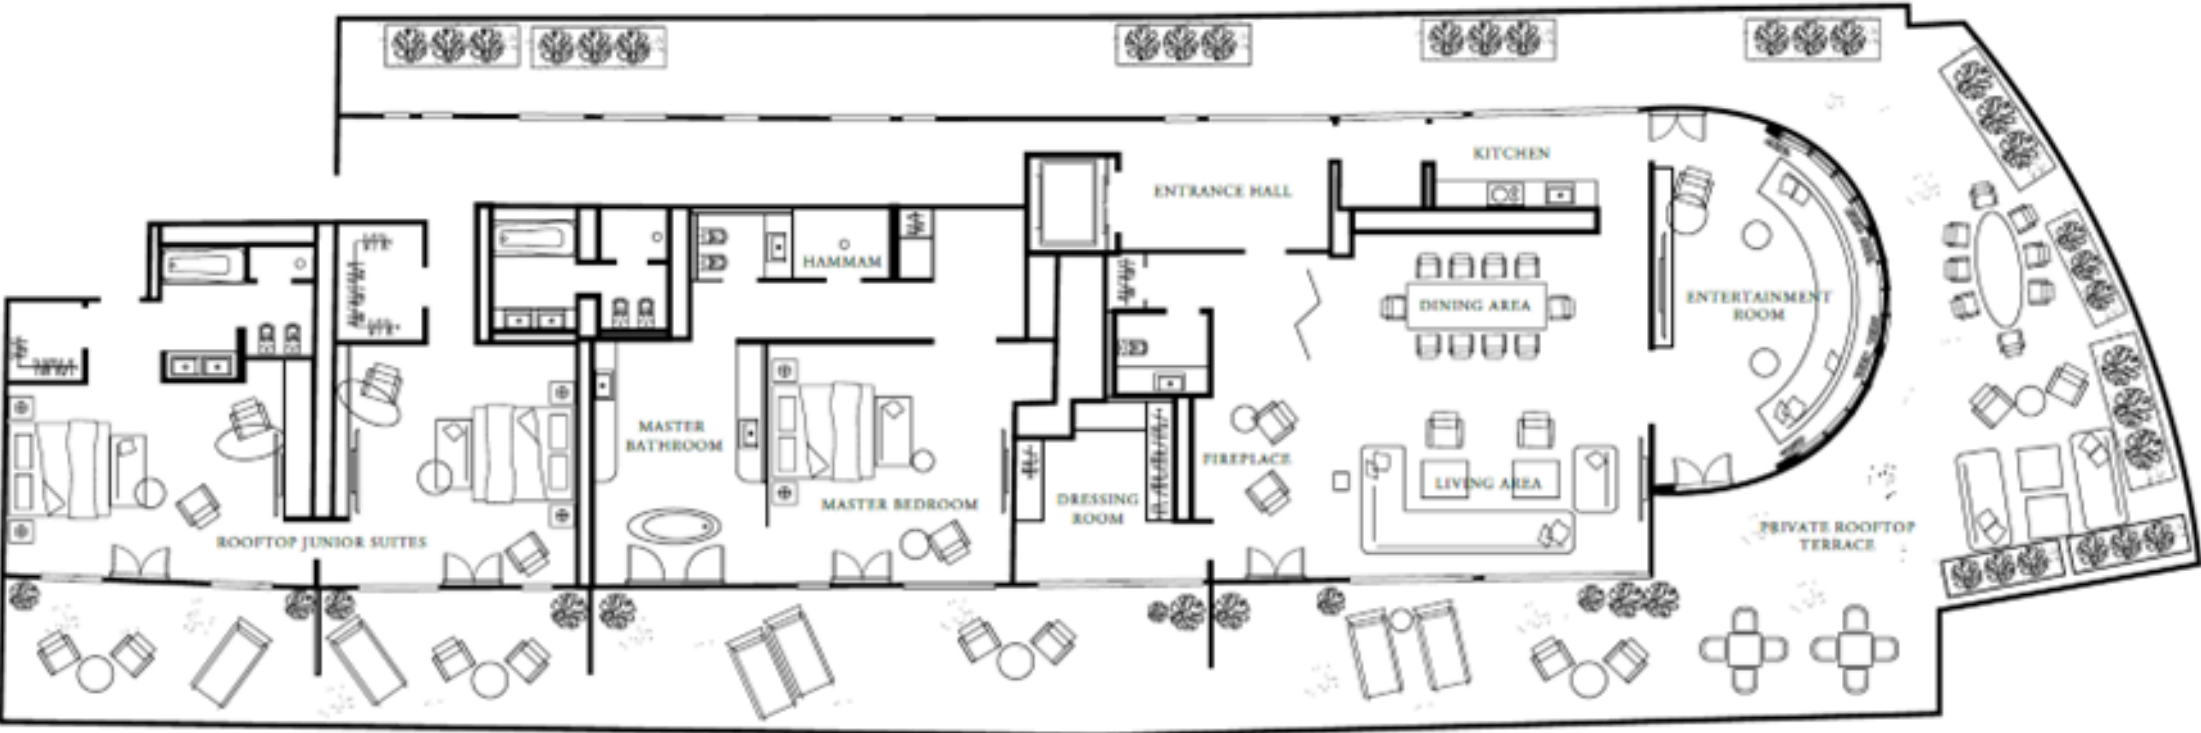 KITCHEN
ENTRANCE HALL
HAMMAM
DINING AREA
ENTERTAINMENT
ROOM
MASTER
BATHROOM
FIREPLACE
LIVING AREA
MASTER BEDROOM
DRESSING
ROOM
ROOFTOP JUNIOR SUITES
PRIVATE ROOFTOP
TERRACE